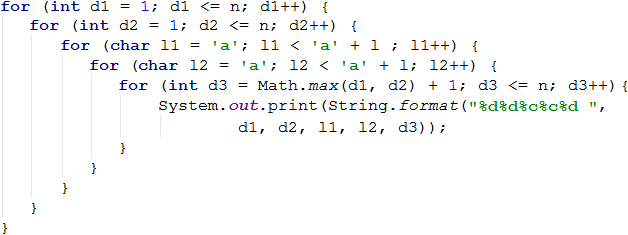 for (int d1 = 1; d1 <= n; d1++) {
    for (int d2 = 1; d2 <= n; d2++) {
        for (char l1 = 'a'; l1 < 'a' + l ; l1++) {
            for (char l2 = 'a'; l2 < 'a' + l; l2++) {
                for (int d3 = Math.max(d1, d2) + 1; d3 <= n; d3++){
                    System.out.print(String.format("%d%d%c%c%d ",
                            d1, d2, l1, l2, d3));
                }
            }
        }
    }
}